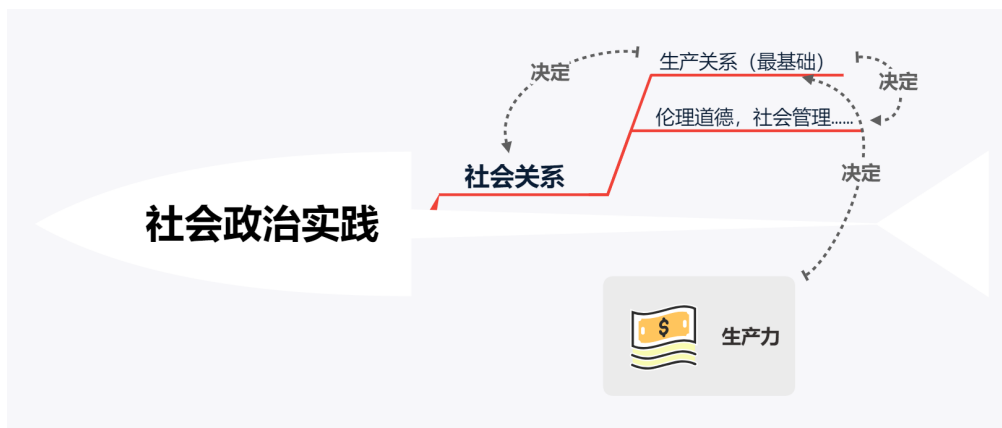 决定
生产关系（最基础）
决定
伦理道德，社会管理......
社会关系
决定
社会政治实践
$
生产力